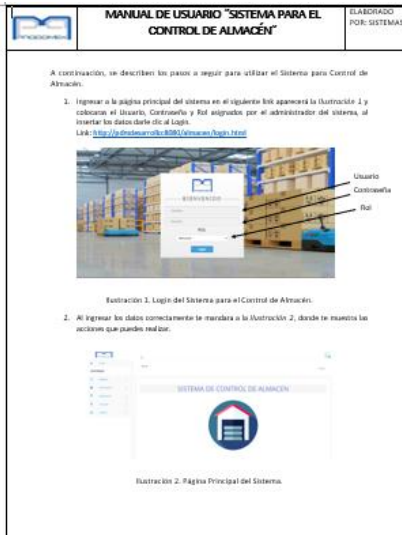 MANUAL DE USUARIO "SISTEMA PARA EL
CONTROL DE ALMACÉN"
ELABORADO
POR: SISTEMAS
PROCOMEX
A continuación, se describen los pasos a seguir para utilizar el Sistema para Control de
Almacén.
1. Ingresar a la página principal del sistema en el siguiente link aparecerá la Ilustración 1 y
colocaras el Usuario, Contraseña y Rol asignados por el administrador del sistema, al
insertar los datos darle clic al Login.
Link: http://pdmdesarrollo:8080/almacen/login.html
BIENVENIDO
Usuario
Contraseña
Rol
Ilustración 1. Login del Sistema para el Control de Almacén.
2. Al ingresar los datos correctamente te mandara a la Ilustración 2, donde te muestra las
acciones que puedes realizar.
SISTEMA DE CONTROL DE ALMACÉN
Ilustración 2. Página Principal del Sistema.